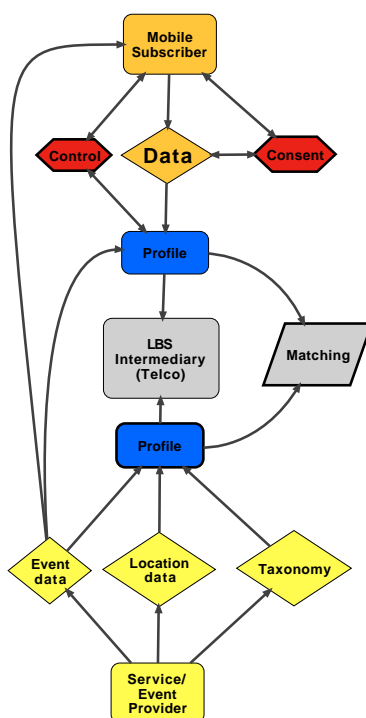 Mobile
Subscriber
Control
Data
Consent
Profile
LBS
Intermediary
(Telco)
Matching
Profile
Event
data
Location
data
Taxonomy
Service/
Event
Provider